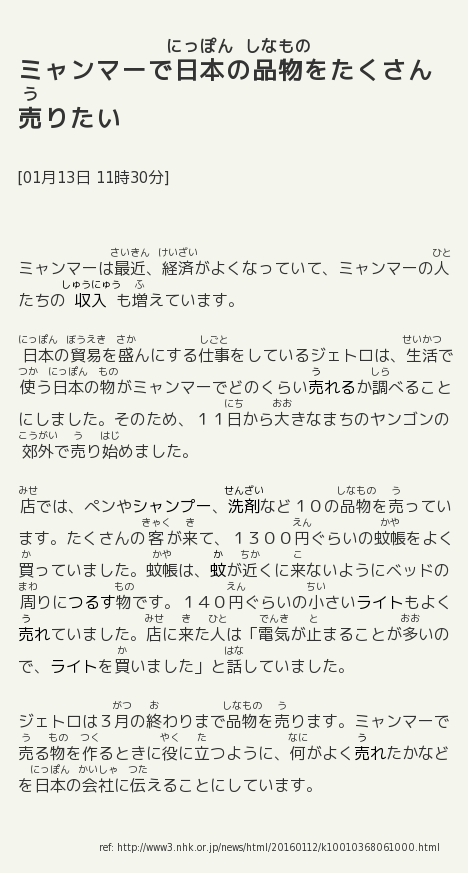 ミャンマーで日本の品物をたくさん
売りたい
[01月13日 11時30分]
ミャンマーは最近、経済がよくなっていて、ミャンマーの人
たちの収入も増えています。
日本の貿易を盛んにする仕事をしているジェトロは、生活で
使う日本の物がミャンマーでどのくらい売れるか調べること
にしました。そのため、１１日から大きなまちのヤンゴンの
郊外で売り始めました。
店では、ペンやシャンプー、洗剤など１０の品物を売ってい
ます。たくさんの客が来て、１３００円ぐらいの蚊帳をよく
買っていました。蚊帳は、蚊が近くに来ないようにベッドの
周りにつるす物です。１４０円ぐらいの小さいライトもよく
売れていました。店に来た人は「電気が止まることが多いの
で、ライトを買いました」と話していました。
ジェトロは３月の終わりまで品物を売ります。ミャンマーで
売る物を作るときに役に立つように、何がよく売れたかなど
を日本の会社に伝えることにしています。
ref: http://www3.nhk.or.jp/news/html/20160112/k10010368061000.html